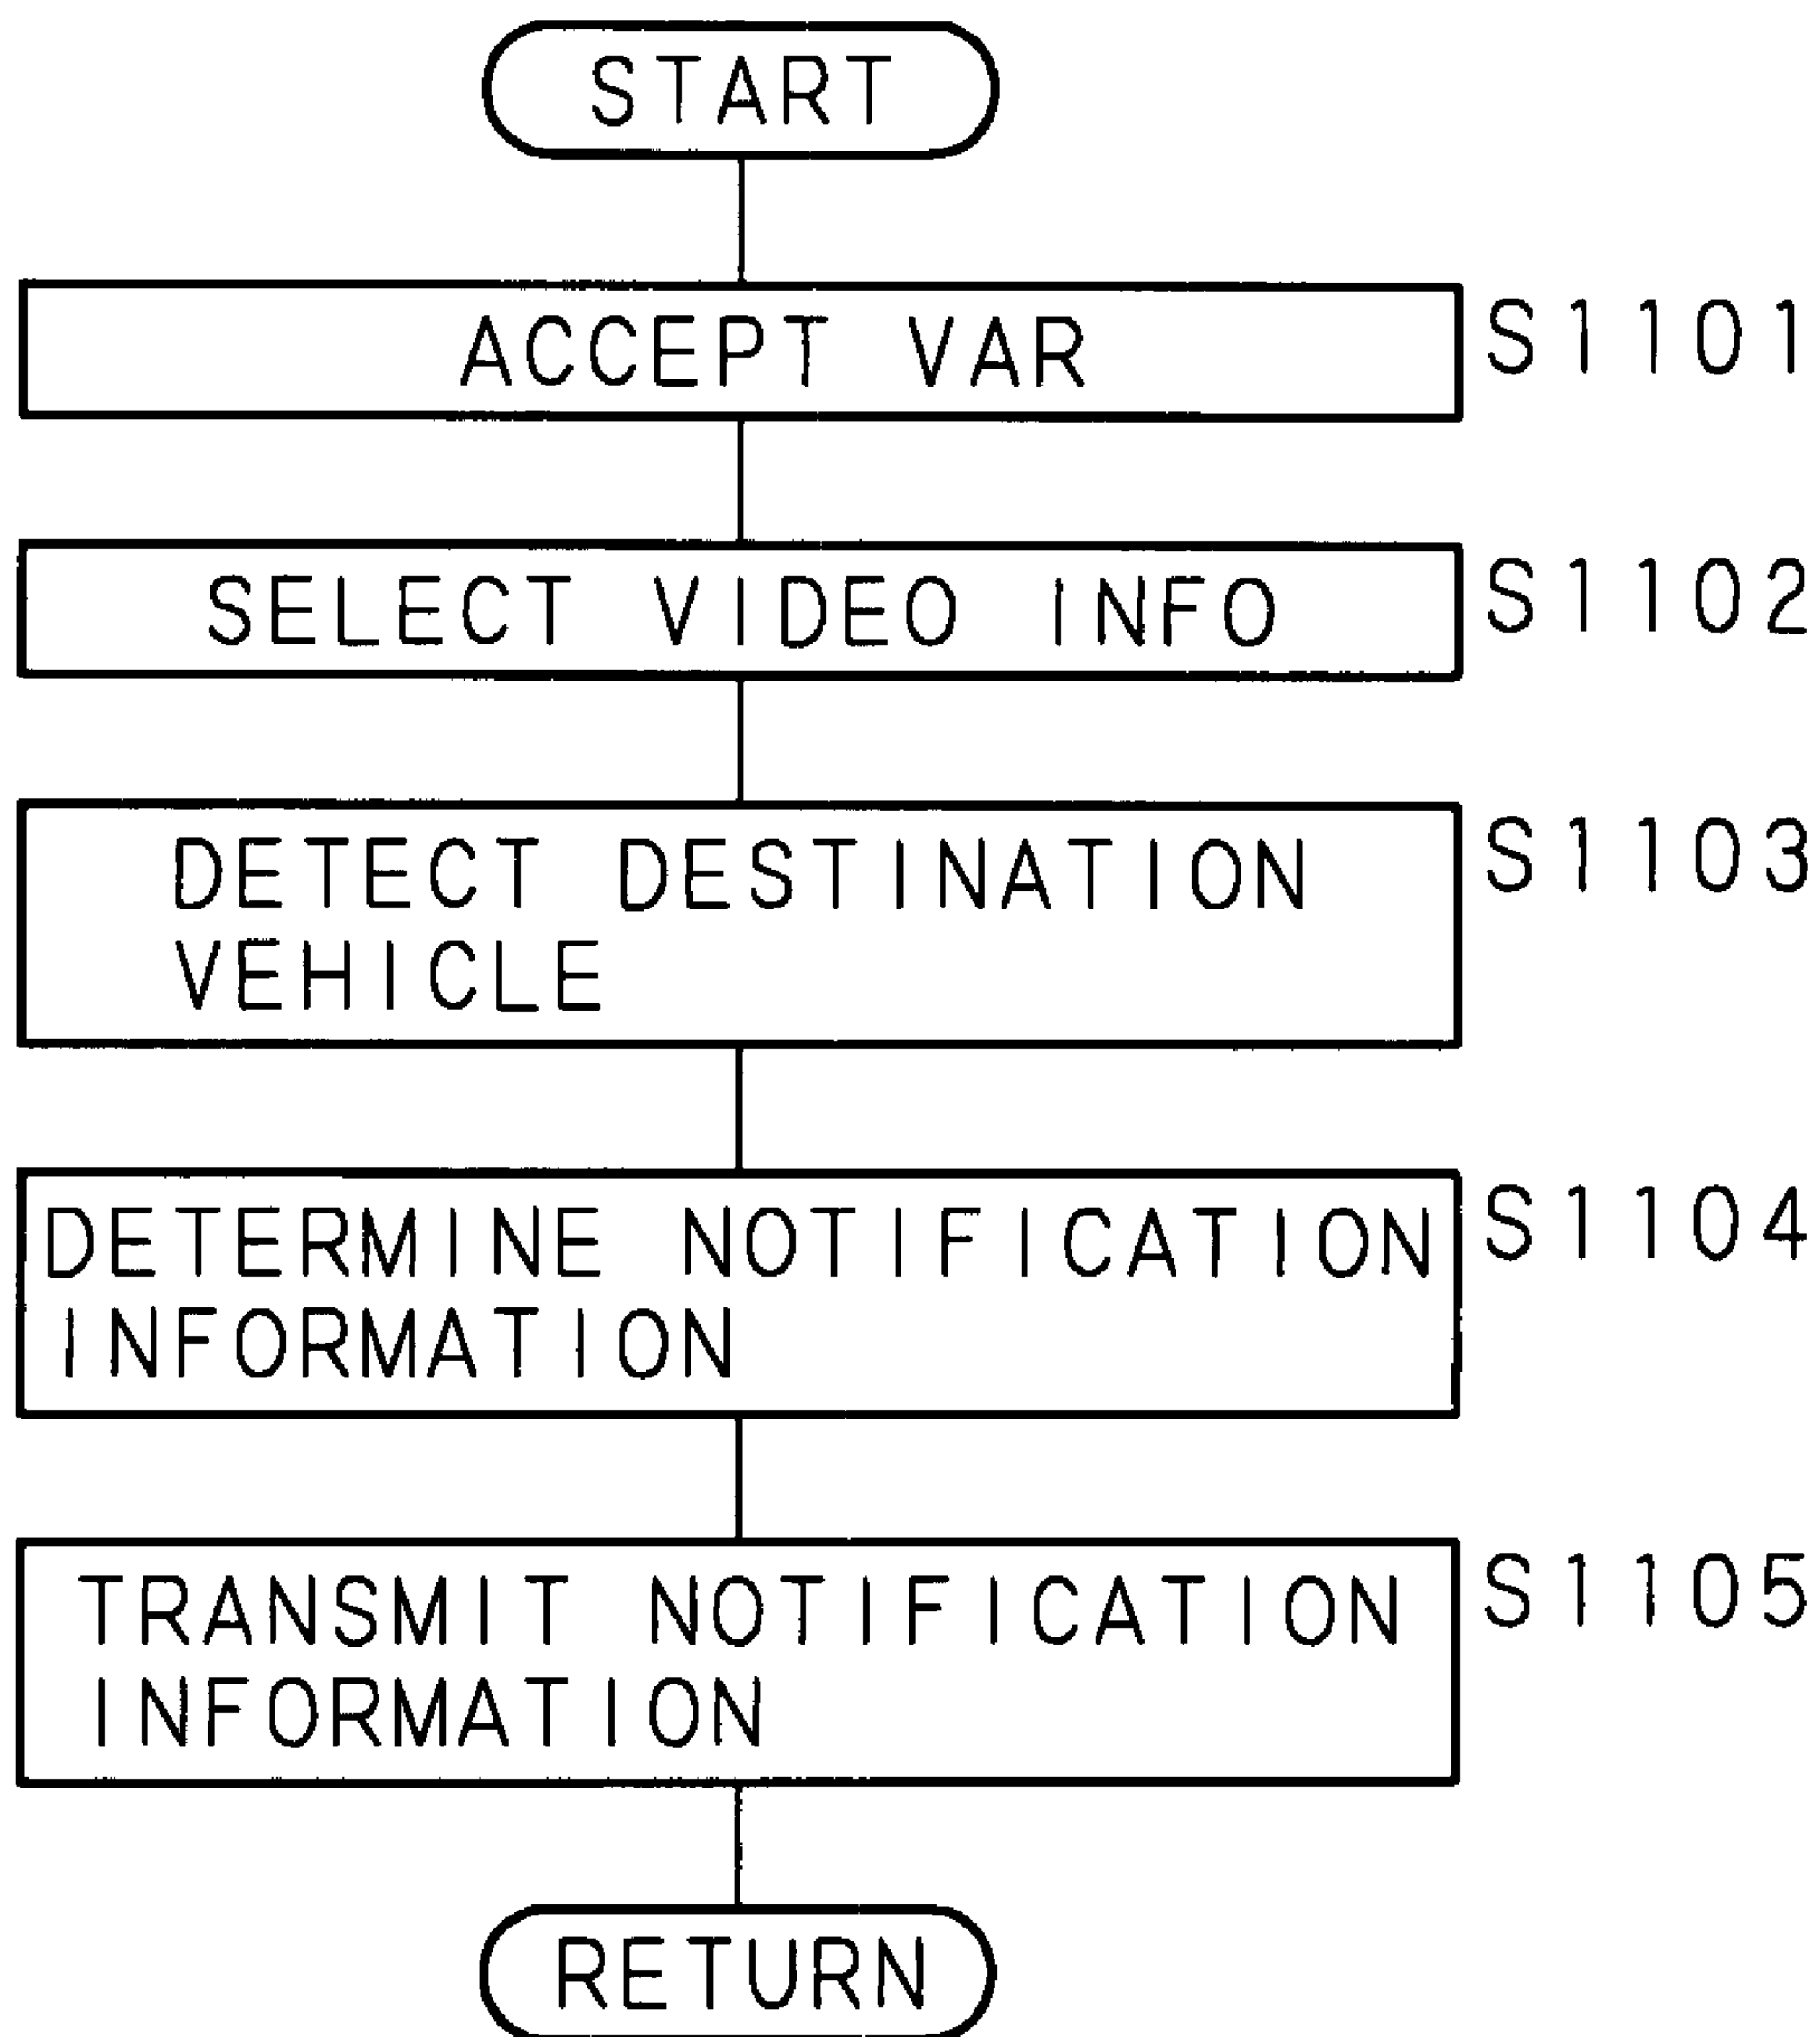 START
ACCEPT VAR S1101
SELECT VIDEO INFO S1102
DETECT DESTINATION S1103
VEHICLE
DETERMINE NOTIFICATION S1104
INFORMATION
TRANSMIT NOTIFICATION S1105
INFORMATION
RETURN